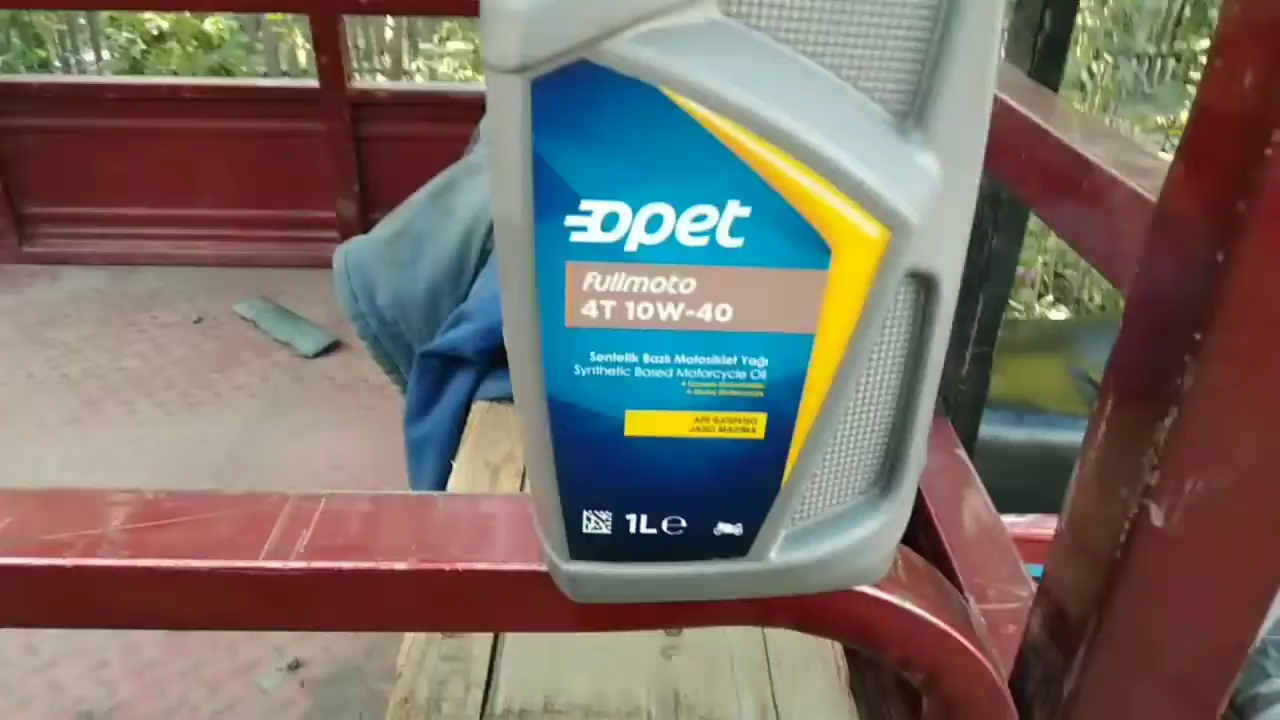 opet
Fullmoto
4T 10W-40
Sentetik Bazlı Motosiklet Yağı
Synthetic Based Motorcycle Oil
1L e